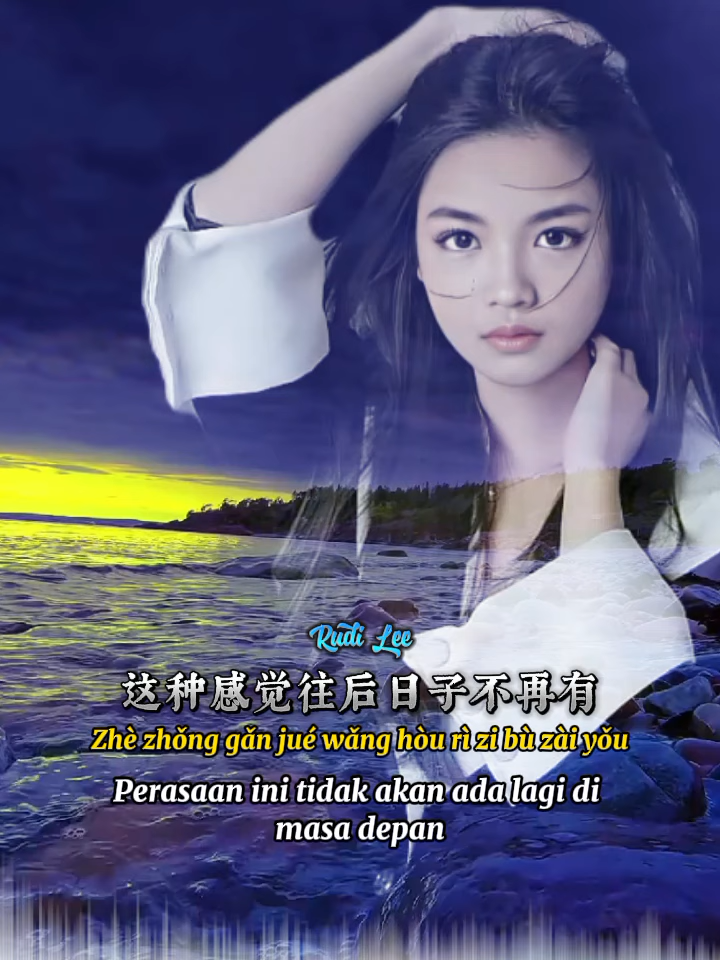 Rudi Lee
这种感觉往后日子不再有
Zhè zhǒng gǎn jué wǎng hòu rì zi bù zài yǒu
Perasaan ini tidak akan ada lagi di
masa depan